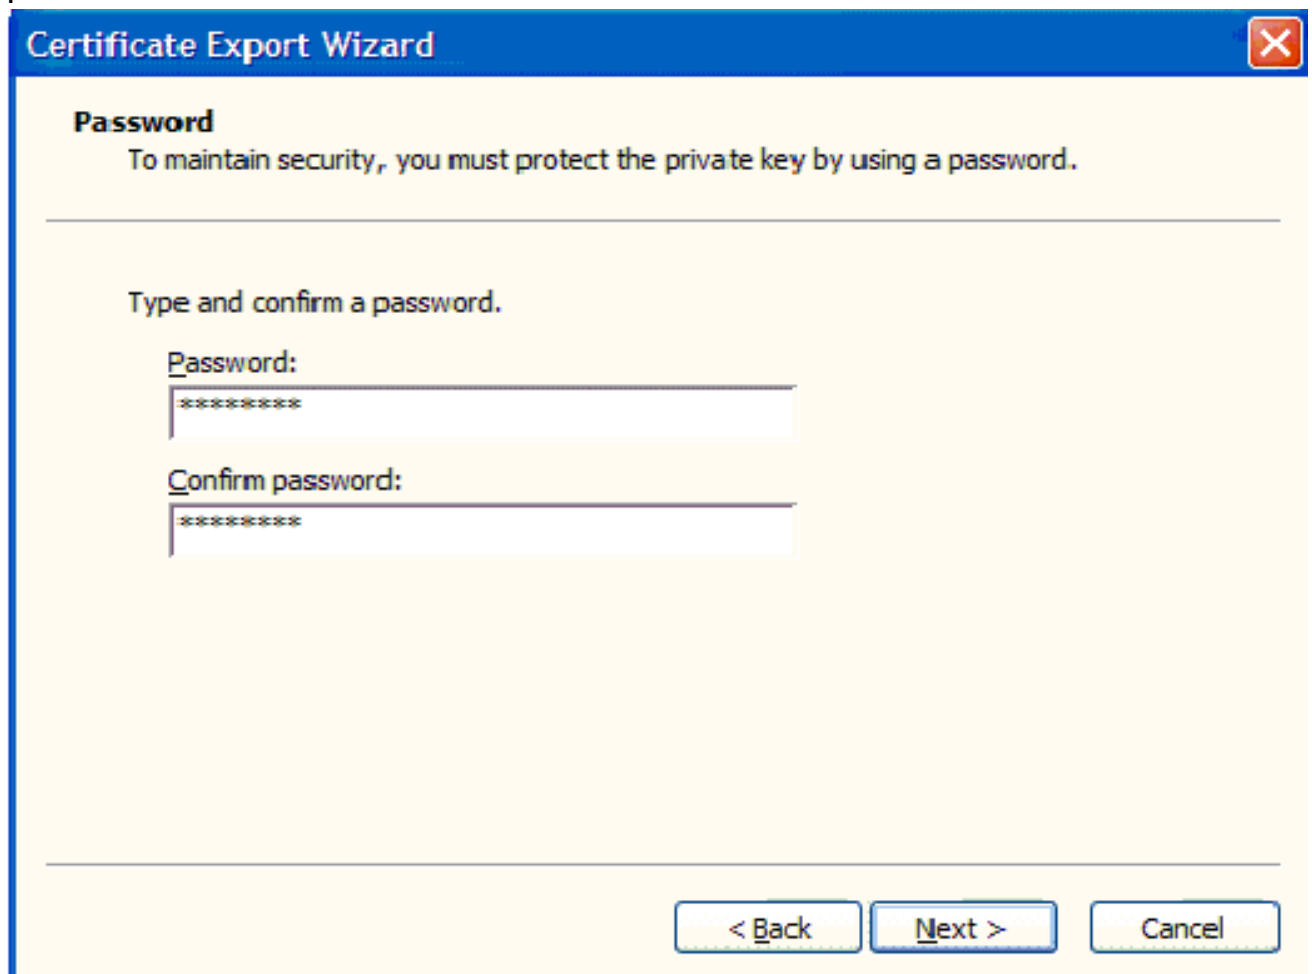 Certificate Export Wizard
Password
To maintain security, you must protect the private key by using a password.
Type and confirm a password.
Password:
********
Confirm password:
********
< Back Next > Cancel